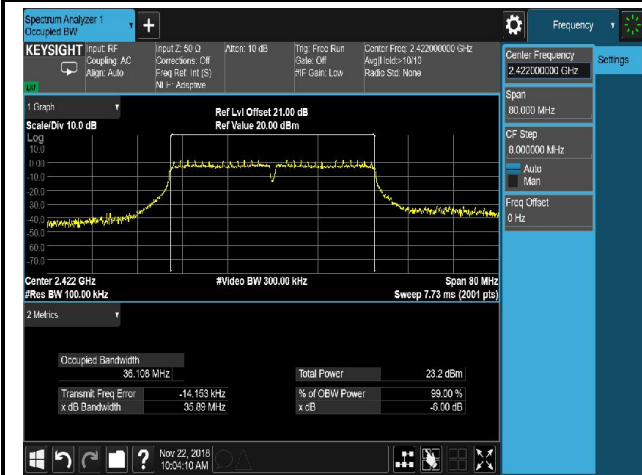 Spectrum Analyzer 1
Occupied BW
Frequency
KEYSIGHT
Input: RF
Coupling: AC
Align: Auto
Input Z: 50 Ω
Corrections: Off
Freq Ref: Int (S)
NFE: Adaptive
Atten: 10 dB
Trig: Free Run
Gate: Off
#IF Gain: Low
Center Freq: 2.422000000 GHz
Avg|Hold:>10/10
Radio Std: None
Center Frequency
2.422000000 GHz
Settings
Span
80.000 MHz
CF Step
8.000000 MHz
Auto
Man
Freq Offset
0 Hz
1 Graph
Scale/Div 10.0 dB
Ref Lvl Offset 21.00 dB
Ref Value 20.00 dBm
Log
10.0
0.00
-10.0
-20.0
-30.0
-40.0
-50.0
-60.0
-70.0
Center 2.422 GHz
#Res BW 100.00 kHz
#Video BW 300.00 kHz
Span 80 MHz
Sweep 7.73 ms (2001 pts)
2 Metrics
Occupied Bandwidth
36.108 MHz
Total Power 23.2 dBm
Transmit Freq Error -14.153 kHz
% of OBW Power 99.00 %
x dB Bandwidth 35.89 MHz
x dB -6.00 dB
?
Nov 22, 2018
10:04:10 AM